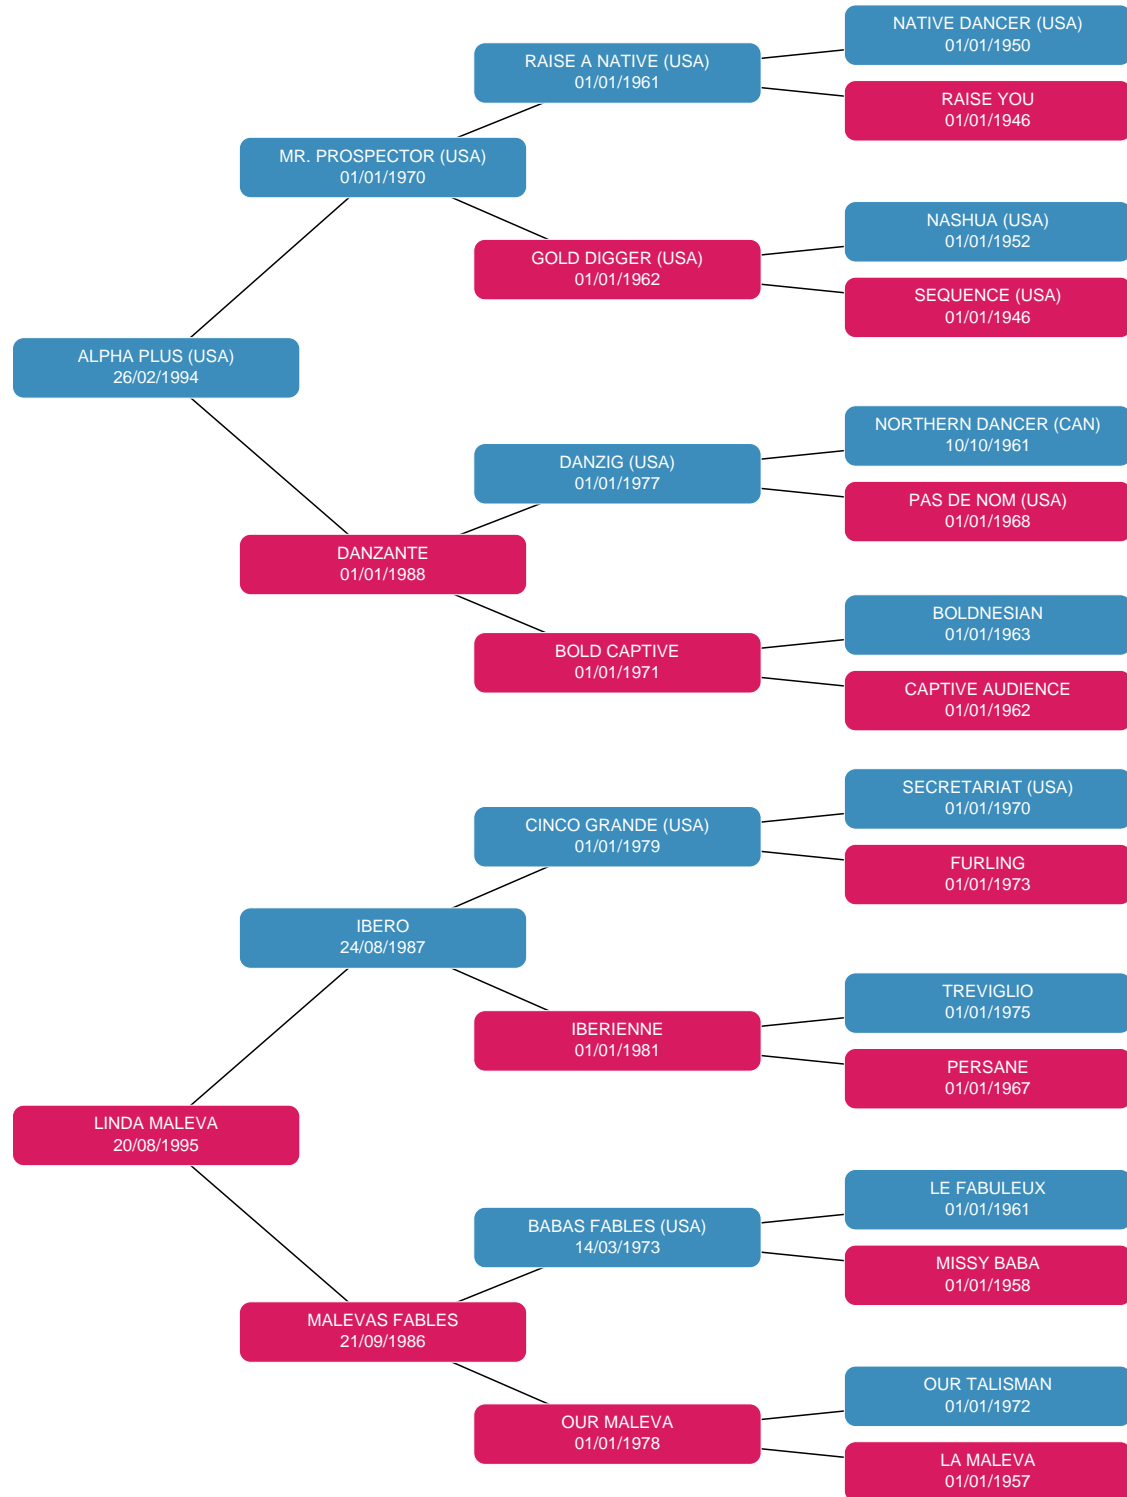 NATIVE DANCER (USA)
01/01/1950
RAISE A NATIVE (USA)
01/01/1961
RAISE YOU
01/01/1946
MR. PROSPECTOR (USA)
01/01/1970
NASHUA (USA)
01/01/1952
GOLD DIGGER (USA)
01/01/1962
SEQUENCE (USA)
01/01/1946
ALPHA PLUS (USA)
26/02/1994
NORTHERN DANCER (CAN)
10/10/1961
DANZIG (USA)
01/01/1977
PAS DE NOM (USA)
01/01/1968
DANZANTE
01/01/1988
BOLDNESIAN
01/01/1963
BOLD CAPTIVE
01/01/1971
CAPTIVE AUDIENCE
01/01/1962
SECRETARIAT (USA)
01/01/1970
CINCO GRANDE (USA)
01/01/1979
FURLING
01/01/1973
IBERO
24/08/1987
TREVIGLIO
01/01/1975
IBERIENNE
01/01/1981
PERSANE
01/01/1967
LINDA MALEVA
20/08/1995
LE FABULEUX
01/01/1961
BABAS FABLES (USA)
14/03/1973
MISSY BABA
01/01/1958
MALEVAS FABLES
21/09/1986
OUR TALISMAN
01/01/1972
OUR MALEVA
01/01/1978
LA MALEVA
01/01/1957